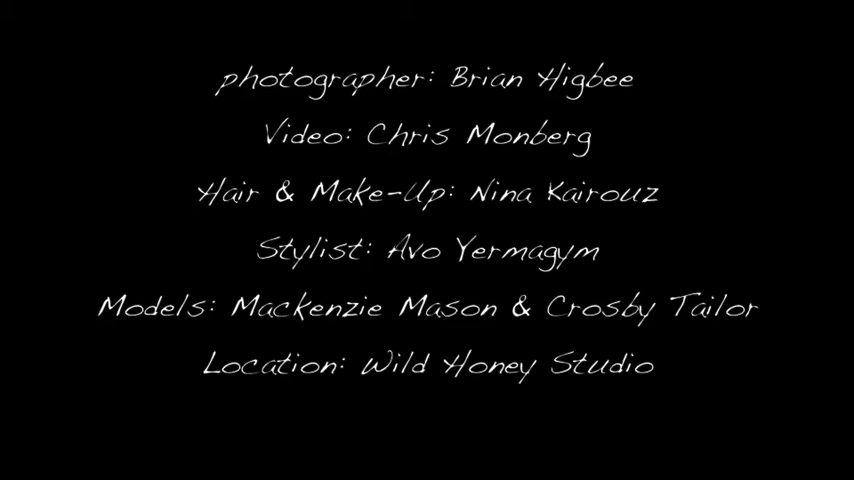 photographer: Brian Higbee
Video: Chris Monberg
Hair & Make-Up: Nina Kairouz
Stylist: Avo Yermagym
Models: Mackenzie Mason & Crosby Tailor
Location: Wild Honey Studio